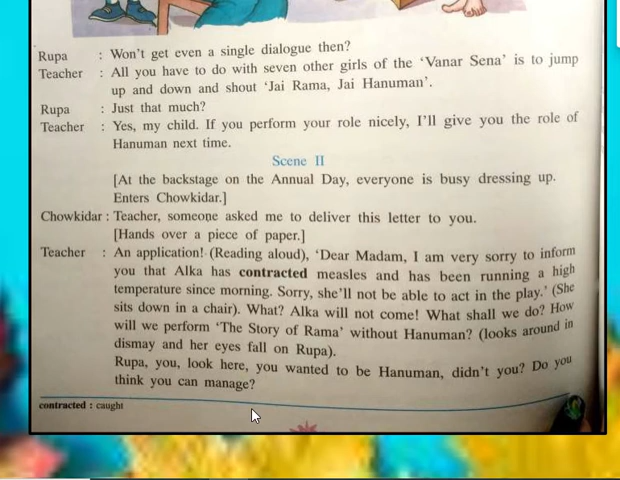 Rupa : Won't get even a single dialogue then?
Teacher : All you have to do with seven other girls of the 'Vanar Sena' is to jump
up and down and shout 'Jai Rama, Jai Hanuman'.
Rupa : Just that much?
Teacher : Yes, my child. If you perform your role nicely, I'll give you the role of
Hanuman next time.
Scene II
[At the backstage on the Annual Day, everyone is busy dressing up.
Enters Chowkidar.]
Chowkidar : Teacher, someone asked me to deliver this letter to you.
[Hands over a piece of paper.]
Teacher : An application! (Reading aloud), 'Dear Madam, I am very sorry to inform
you that Alka has contracted measles and has been running a high
temperature since morning. Sorry, she'll not be able to act in the play.' (She
sits down in a chair). What? Alka will not come! What shall we do? How
will we perform 'The Story of Rama' without Hanuman? (looks around in
dismay and her eyes fall on Rupa).
Rupa, you, look here, you wanted to be Hanuman, didn't you? Do you
think you can manage?
contracted : caught